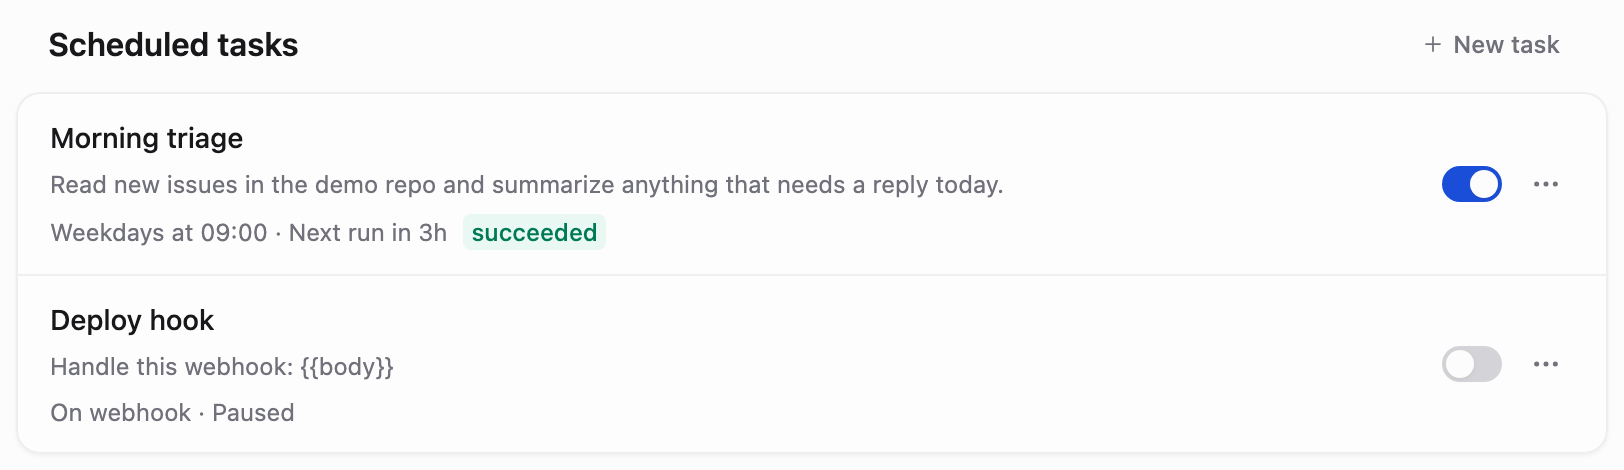 Scheduled tasks
+ New task
Morning triage
Read new issues in the demo repo and summarize anything that needs a reply today.
Weekdays at 09:00 · Next run in 3h succeeded
Deploy hook
Handle this webhook: {{body}}
On webhook · Paused